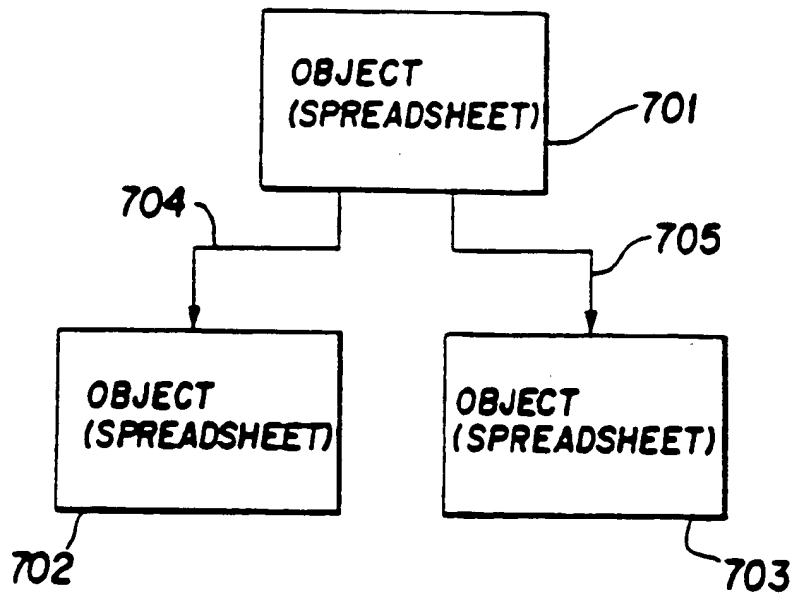 OBJECT
(SPREADSHEET)
701
704
705
OBJECT
(SPREADSHEET)
OBJECT
(SPREADSHEET)
702
703